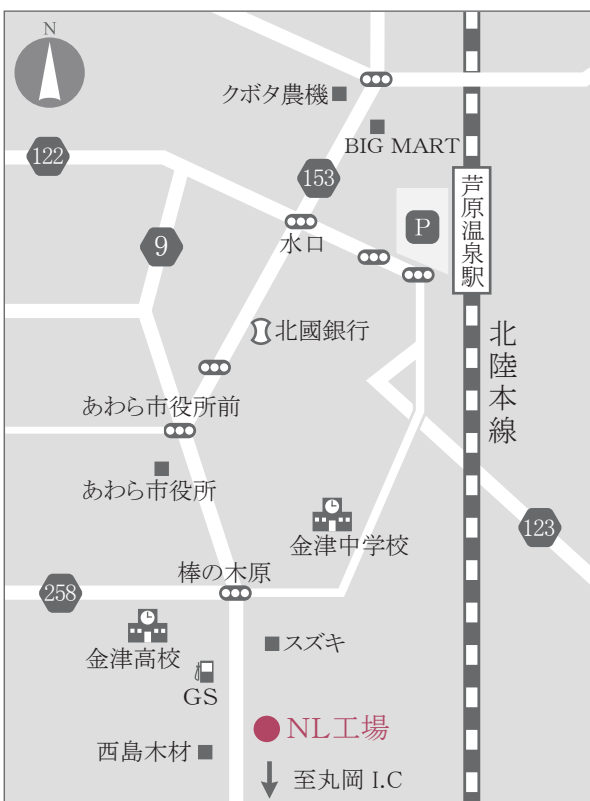 N
クボタ農機
BIG MART
122
153
芦原温泉駅
P
9
水口
北國銀行
北陸本線
あわら市役所前
あわら市役所
金津中学校
123
棒の木原
258
金津高校
スズキ
GS
NL工場
西島木材
至丸岡 I.C